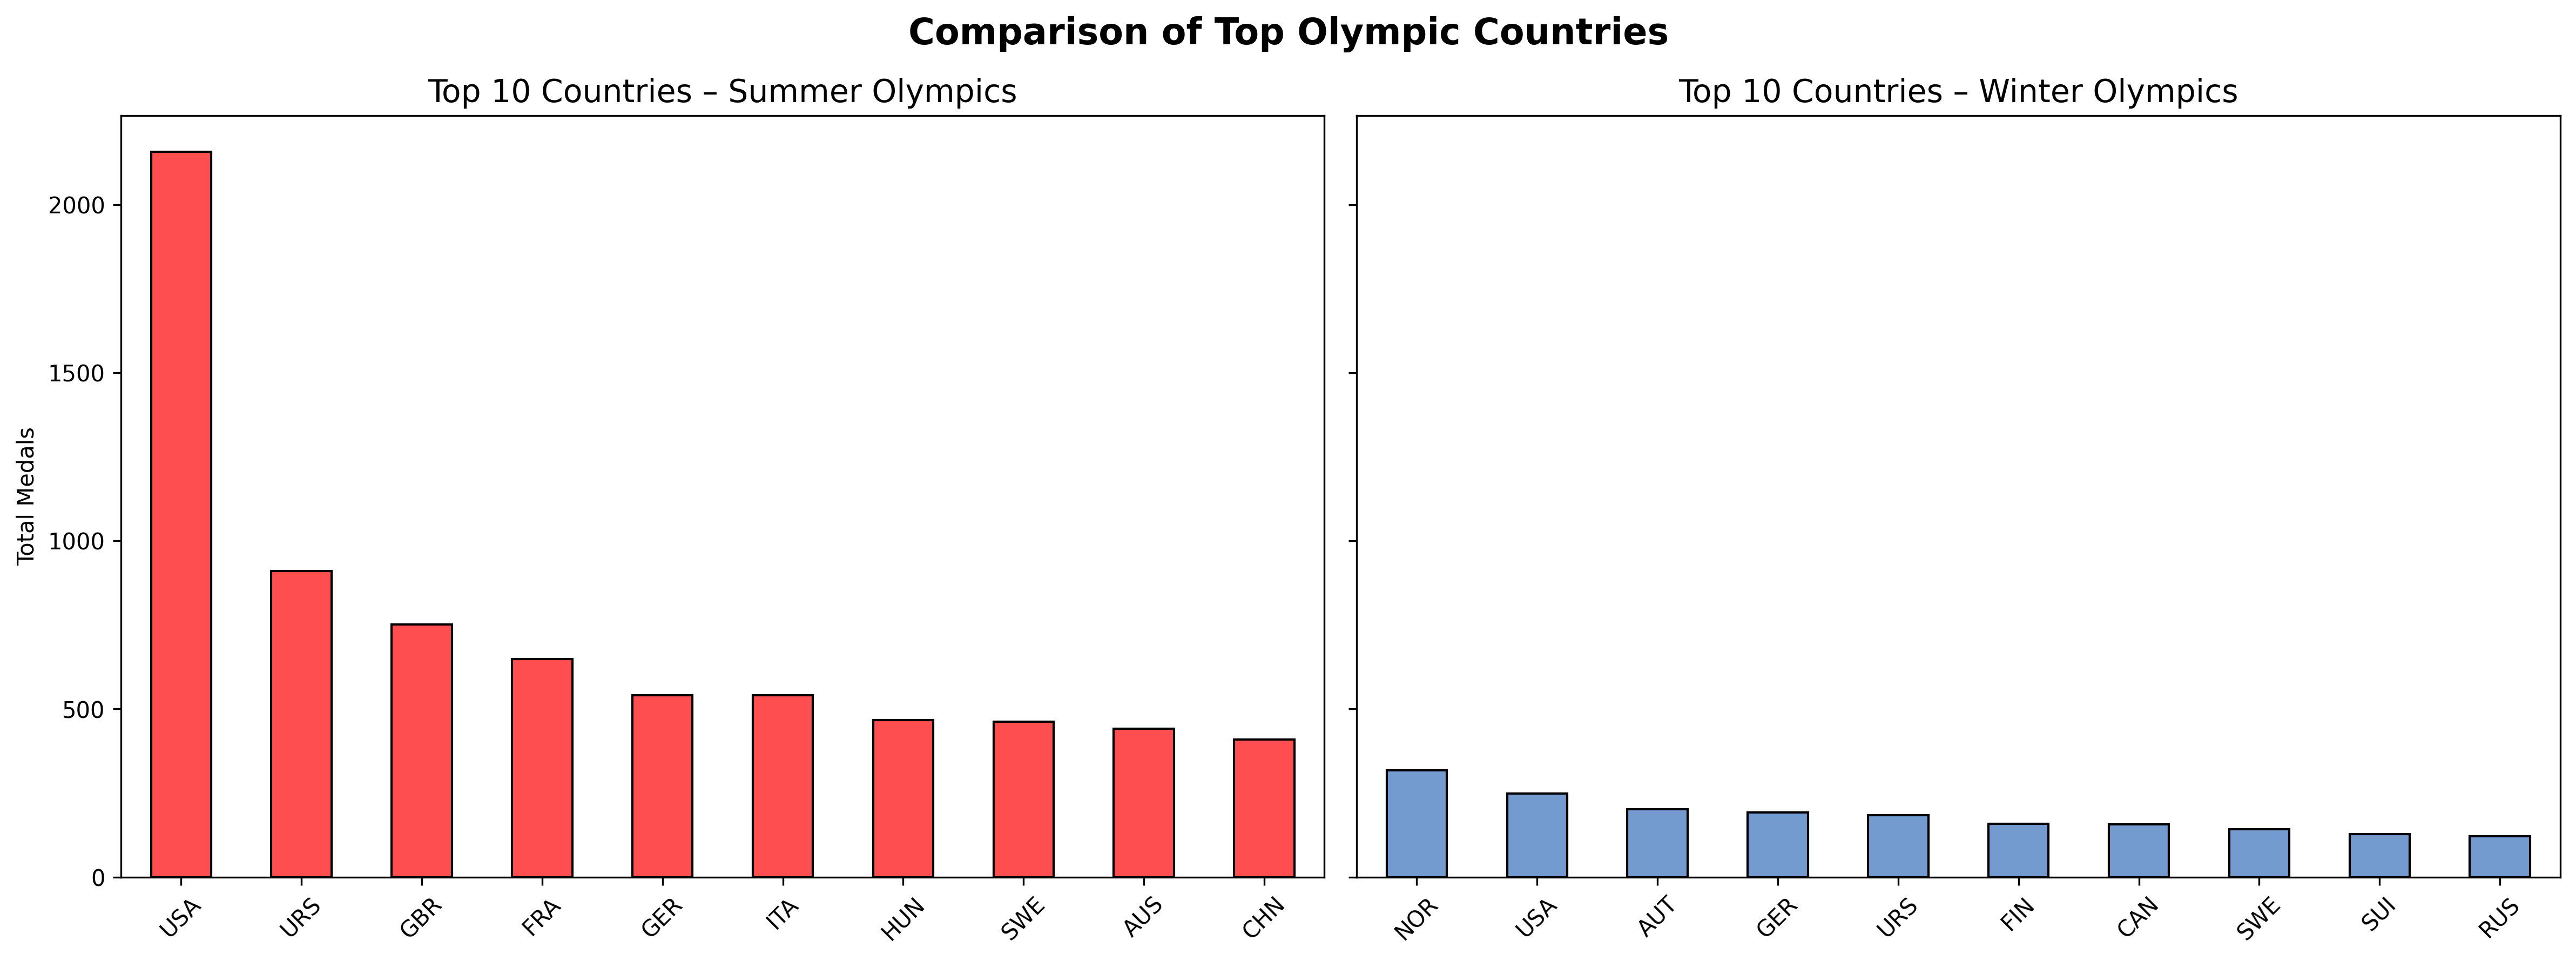 Comparison of Top Olympic Countries
Top 10 Countries – Summer Olympics
Total Medals
2000
1500
1000
500
0
USA
URS
GBR
FRA
GER
ITA
HUN
SWE
AUS
CHN
Top 10 Countries – Winter Olympics
NOR
USA
AUT
GER
URS
FIN
CAN
SWE
SUI
RUS